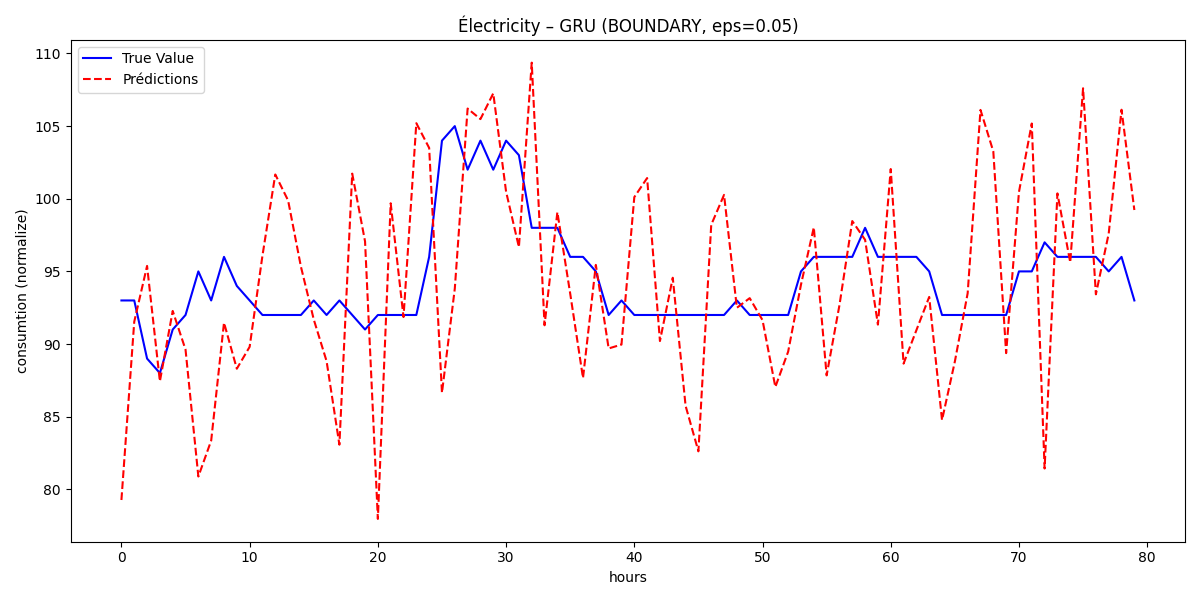 Électricity – GRU (BOUNDARY, eps=0.05)
True Value
Prédictions
consumtion (normalize)
110
105
100
95
90
85
80
0 10 20 30 40 50 60 70 80
hours